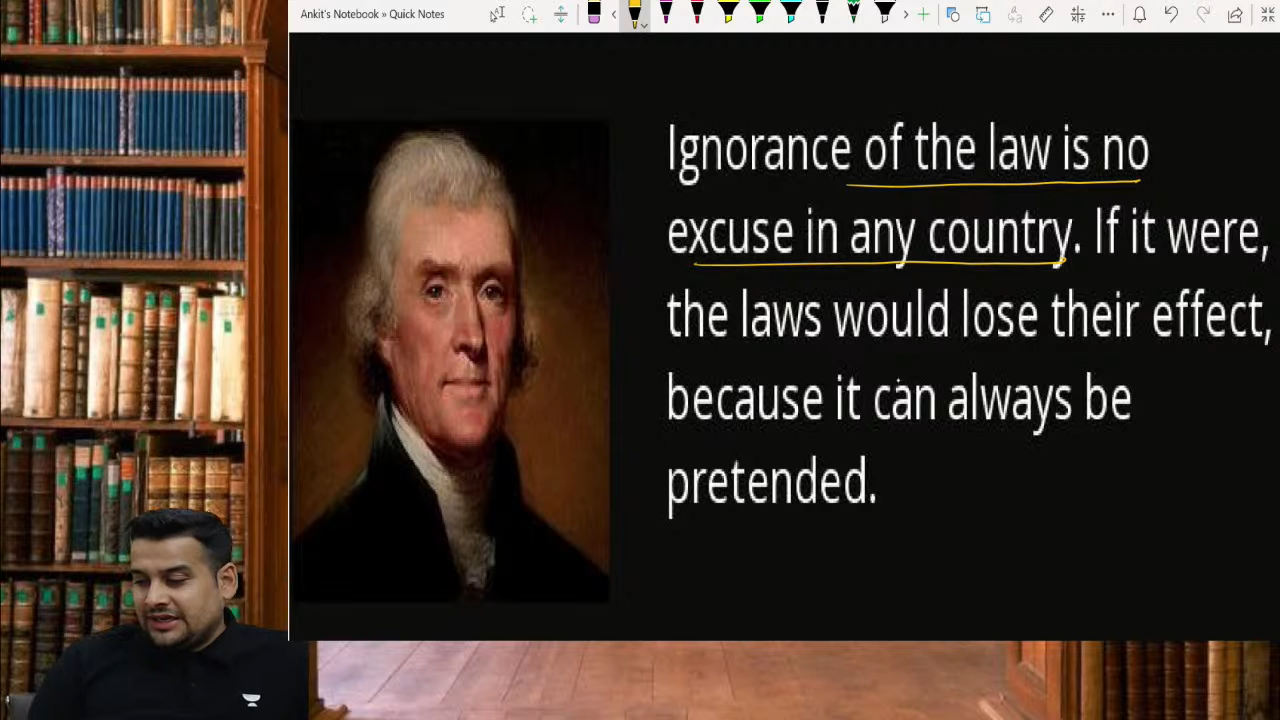 Ankit's Notebook » Quick Notes
Ignorance of the law is no
excuse in any country. If it were,
the laws would lose their effect,
because it can always be
pretended.